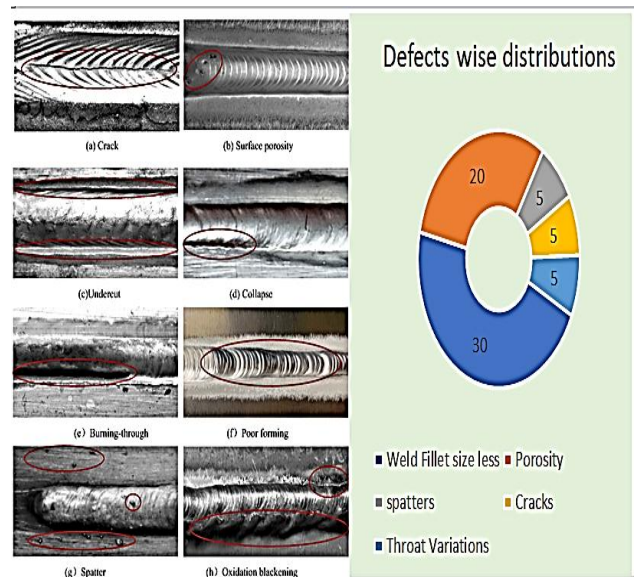 (a) Crack
(b) Surface porosity
(c)Undercut
(d) Collapse
(e) Burning-through
(f) Poor forming
(g) Spatter
(h) Oxidation blackening
Defects wise distributions
20
5
5
5
30
Weld Fillet size less
Porosity
spatters
Cracks
Throat Variations